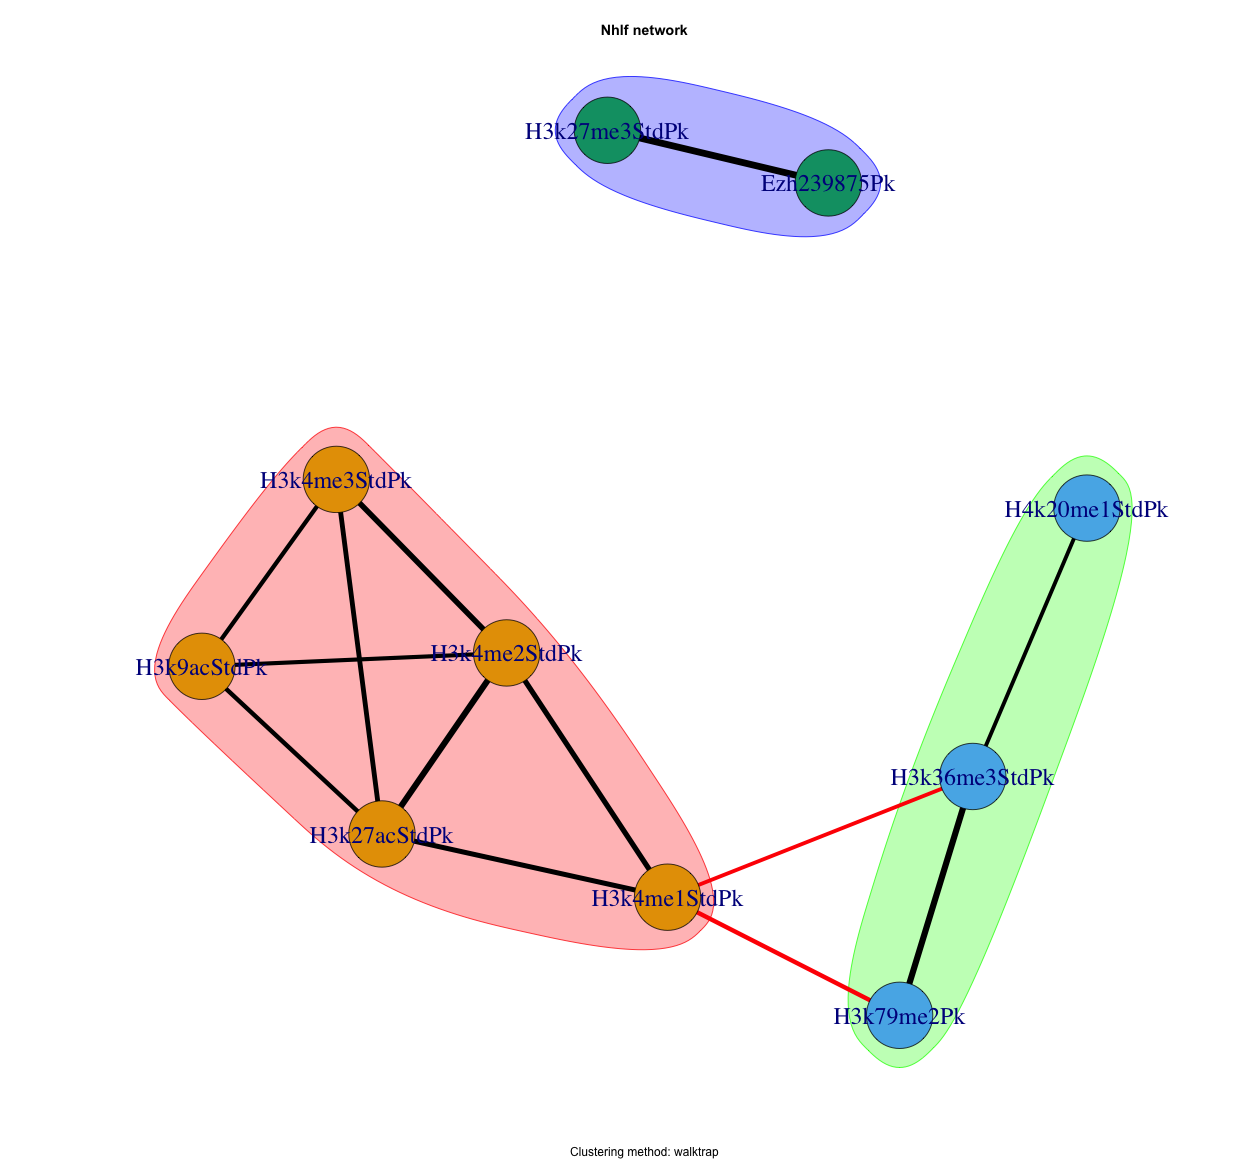 Nhlf network
H3k27me3StdPk
Ezh239875Pk
H3k4me3StdPk
H4k20me1StdPk
H3k4me2StdPk
H3k9acStdPk
H3k36me3StdPk
H3k27acStdPk
H3k4me1StdPk
H3k79me2Pk
Clustering method: walktrap